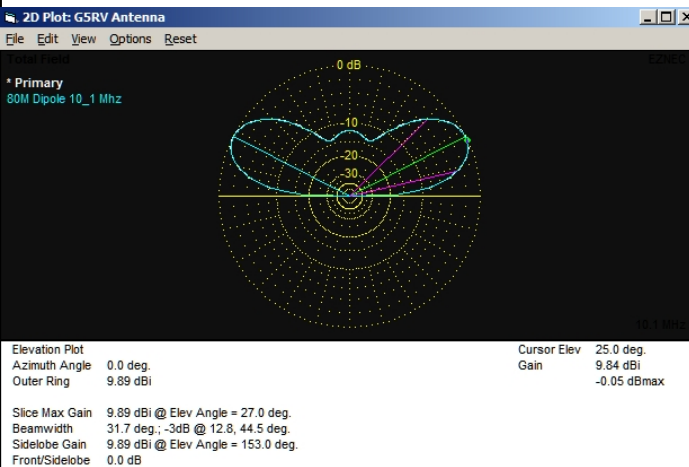 2D Plot: G5RV Antenna
File Edit View Options Reset
Total Field
EZNEC
0 dB
* Primary
80M Dipole 10_1 Mhz
-10
-20
-30
10.1 MHz
Elevation Plot
Cursor Elev 25.0 deg.
Azimuth Angle 0.0 deg.
Gain 9.84 dBi
Outer Ring 9.89 dBi
-0.05 dBmax
Slice Max Gain 9.89 dBi @ Elev Angle = 27.0 deg.
Beamwidth 31.7 deg.; -3dB @ 12.8, 44.5 deg.
Sidelobe Gain 9.89 dBi @ Elev Angle = 153.0 deg.
Front/Sidelobe 0.0 dB